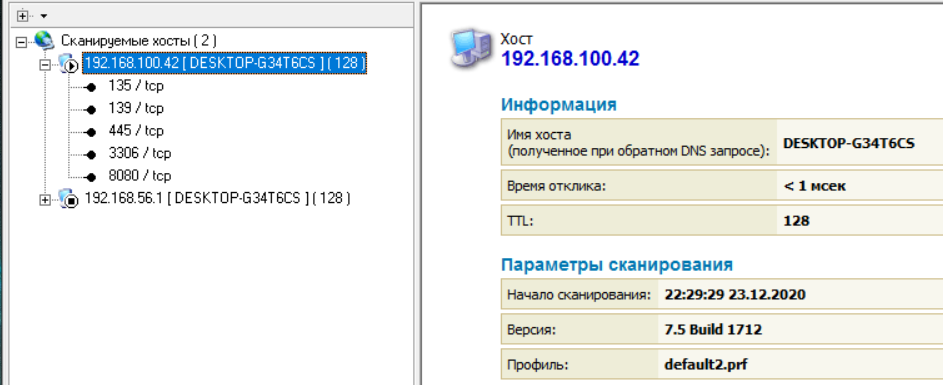 Сканируемые хосты ( 2 )
192.168.100.42 [ DESKTOP-G34T6CS ] ( 128 )
135 / tcp
139 / tcp
445 / tcp
3306 / tcp
8080 / tcp
192.168.56.1 [ DESKTOP-G34T6CS ] ( 128 )
Хост
192.168.100.42
Информация
Имя хоста
(полученное при обратном DNS запросе): DESKTOP-G34T6CS
Время отклика: < 1 мсек
TTL: 128
Параметры сканирования
Начало сканирования: 22:29:29 23.12.2020
Версия: 7.5 Build 1712
Профиль: default2.prf